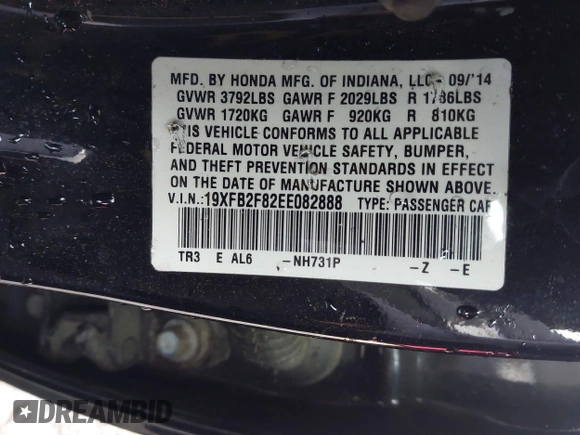 MFD. BY HONDA MFG. OF INDIANA, LLC 09/'14
GVWR 3792LBS GAWR F 2029LBS R 1786LBS
GVWR 1720KG GAWR F 920KG R 810KG
THIS VEHICLE CONFORMS TO ALL APPLICABLE
FEDERAL MOTOR VEHICLE SAFETY, BUMPER,
AND THEFT PREVENTION STANDARDS IN EFFECT
ON THE DATE OF MANUFACTURE SHOWN ABOVE.
V.I.N.: 19XFB2F82EE082888 TYPE: PASSENGER CAR
TR3 E AL6 -NH731P -Z -E
DREAMBID